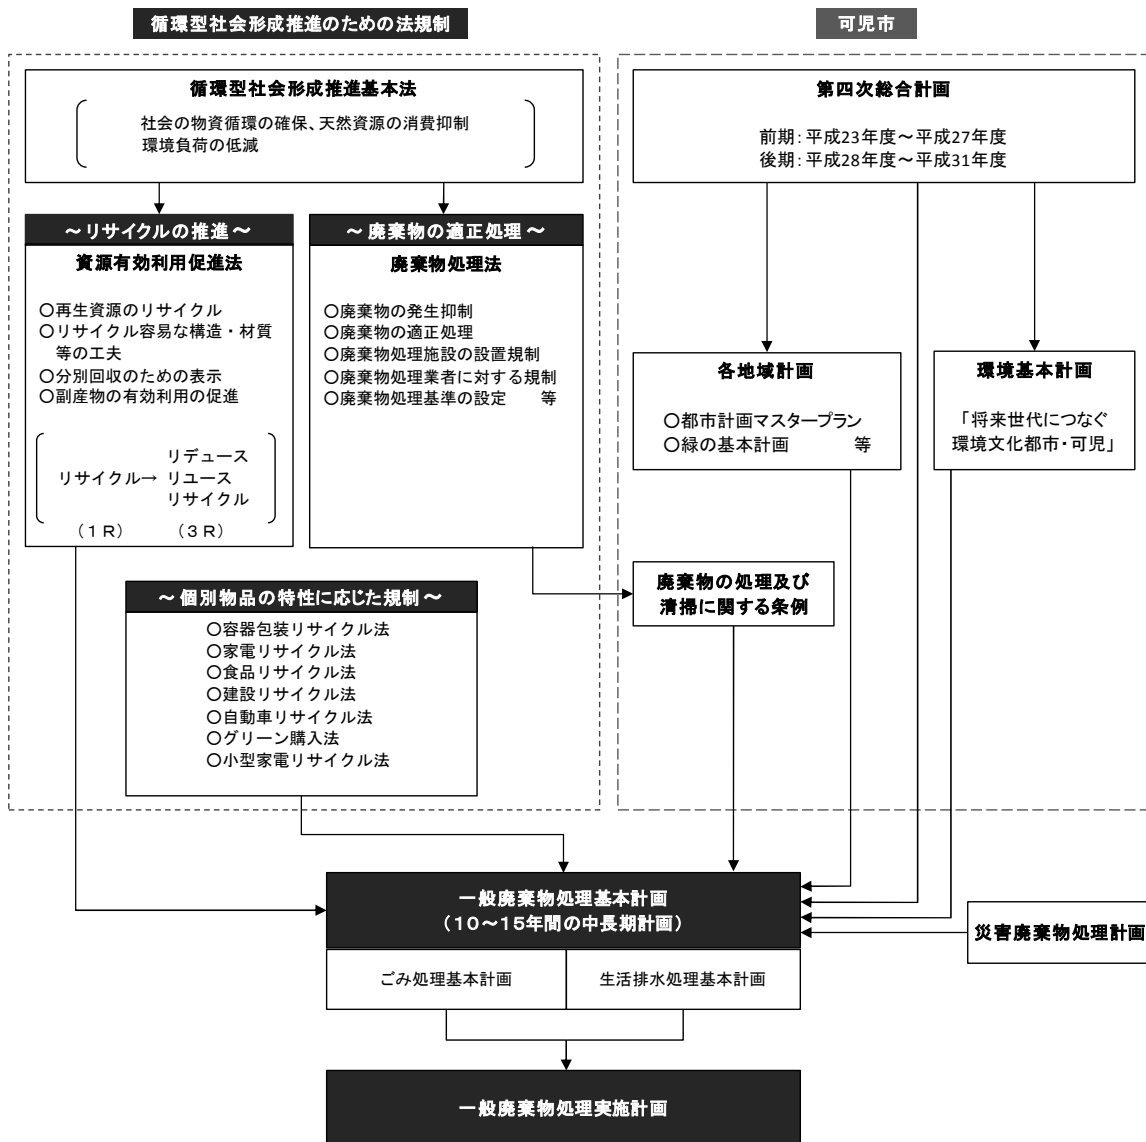 循環型社会形成推進のための法規制
可児市
循環型社会形成推進基本法
社会の物資循環の確保、天然資源の消費抑制
環境負荷の低減
第四次総合計画
前期:平成23年度～平成27年度
後期:平成28年度～平成31年度
～リサイクルの推進～
資源有効利用促進法
○再生資源のリサイクル
○リサイクル容易な構造・材質
等の工夫
○分別回収のための表示
○副産物の有効利用の促進
リサイクル→
リデュース
リユース
リサイクル
（１Ｒ） （３Ｒ）
～廃棄物の適正処理～
廃棄物処理法
○廃棄物の発生抑制
○廃棄物の適正処理
○廃棄物処理施設の設置規制
○廃棄物処理業者に対する規制
○廃棄物処理基準の設定 等
各地域計画
○都市計画マスタープラン
○緑の基本計画 等
環境基本計画
「将来世代につなぐ
環境文化都市・可児」
廃棄物の処理及び
清掃に関する条例
～個別物品の特性に応じた規制～
○容器包装リサイクル法
○家電リサイクル法
○食品リサイクル法
○建設リサイクル法
○自動車リサイクル法
○グリーン購入法
○小型家電リサイクル法
一般廃棄物処理基本計画
（10～15年間の中長期計画）
災害廃棄物処理計画
ごみ処理基本計画
生活排水処理基本計画
一般廃棄物処理実施計画